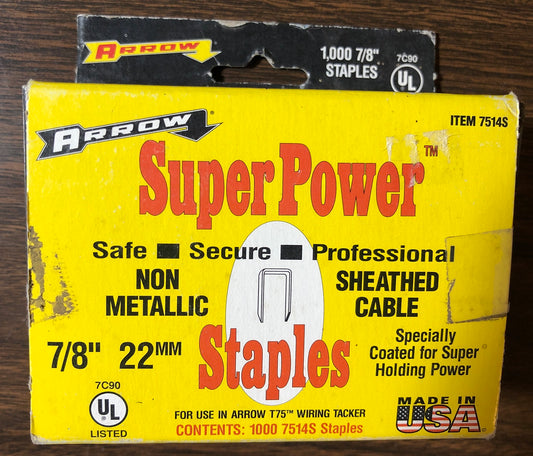 ARROW
1,000 7/8"
STAPLES
7C90
UL
ARROW®
ITEM 7514S
Super Power™
Safe ■ Secure ■ Professional
NON
METALLIC
SHEATHED
CABLE
7/8" 22MM
Staples
Specially
Coated for Super
Holding Power
7C90
UL
LISTED
FOR USE IN ARROW T75™ WIRING TACKER
CONTENTS: 1000 7514S Staples
MADE IN
USA